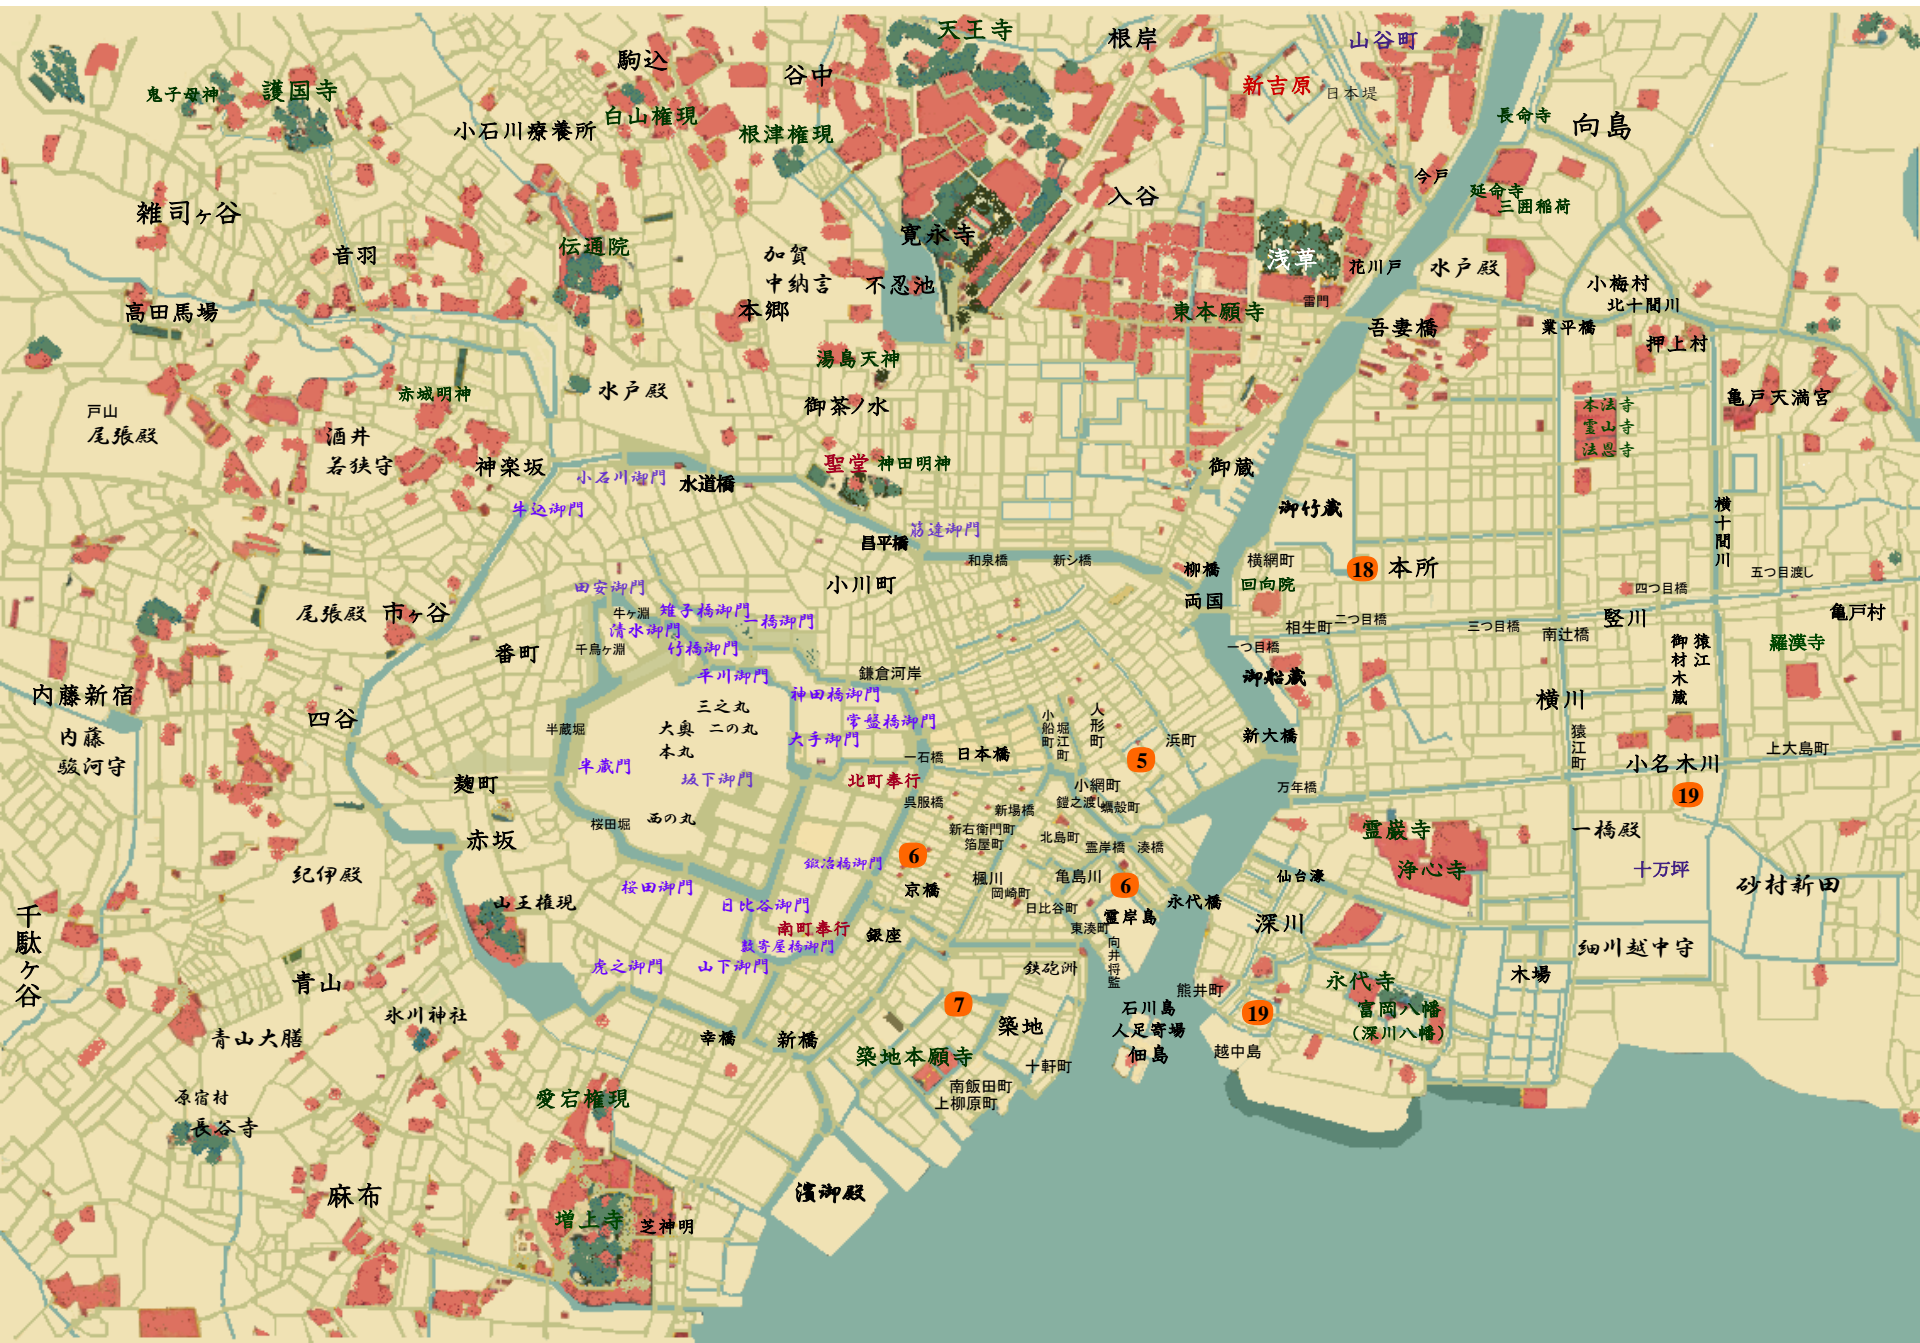 天王寺
根岸
山谷町
駒込
谷中
新吉原
日本堤
鬼子母神
護国寺
小石川療養所
白山権現
根津権現
長命寺
向島
今戸
延命寺
三囲稲荷
雑司ヶ谷
音羽
伝通院
加賀
中納言
本郷
寛永寺
不忍池
入谷
浅草
花川戸
水戸殿
雷門
東本願寺
吾妻橋
小梅村
北十間川
業平橋
押上村
高田馬場
赤城明神
水戸殿
湯島天神
御茶ノ水
戸山
尾張殿
酒井
若狭守
神楽坂
小石川御門
水道橋
牛込御門
聖堂
神田明神
昌平橋
筋違御門
和泉橋
新シ橋
御蔵
御竹蔵
本法寺
霊山寺
法恩寺
亀戸天満宮
横十間川
柳橋
両国
横網町
回向院
18
本所
五つ目渡し
四つ目橋
亀戸村
竪川
三つ目橋
南辻橋
二つ目橋
相生町
一つ目橋
御船蔵
猿江
御材木蔵
羅漢寺
尾張殿
市ヶ谷
田安御門
小川町
牛ヶ淵
雉子橋御門
一橋御門
清水御門
竹橋御門
千鳥ヶ淵
番町
平川御門
鎌倉河岸
神田橋御門
常盤橋御門
大手御門
三之丸
大奥
二の丸
本丸
半蔵堀
半蔵門
坂下御門
西の丸
桜田堀
内藤新宿
内藤
駿河守
四谷
麹町
赤坂
紀伊殿
一石橋
日本橋
北町奉行
呉服橋
小船町
堀江町
人形町
浜町
5
新大橋
小網町
鎧之渡し
蠣殻町
新場橋
新右衛門町
箔屋町
北島町
霊岸橋
湊橋
万年橋
横川
猿江町
小名木川
19
上大島町
一橋殿
十万坪
砂村新田
霊巌寺
浄心寺
仙台濠
鍛冶橋御門
6
京橋
楓川
岡崎町
亀島川
日比谷町
6
霊岸島
東湊町
永代橋
深川
桜田御門
日比谷御門
南町奉行
数寄屋橋御門
銀座
虎之御門
山下御門
山王権現
千駄ヶ谷
青山
青山大膳
氷川神社
原宿村
長谷寺
麻布
愛宕権現
増上寺
芝神明
幸橋
新橋
7
築地
築地本願寺
鉄砲洲
向井将監
石川島
人足寄場
佃島
十軒町
南飯田町
上柳原町
濱御殿
熊井町
19
越中島
永代寺
富岡八幡
(深川八幡)
木場
細川越中守